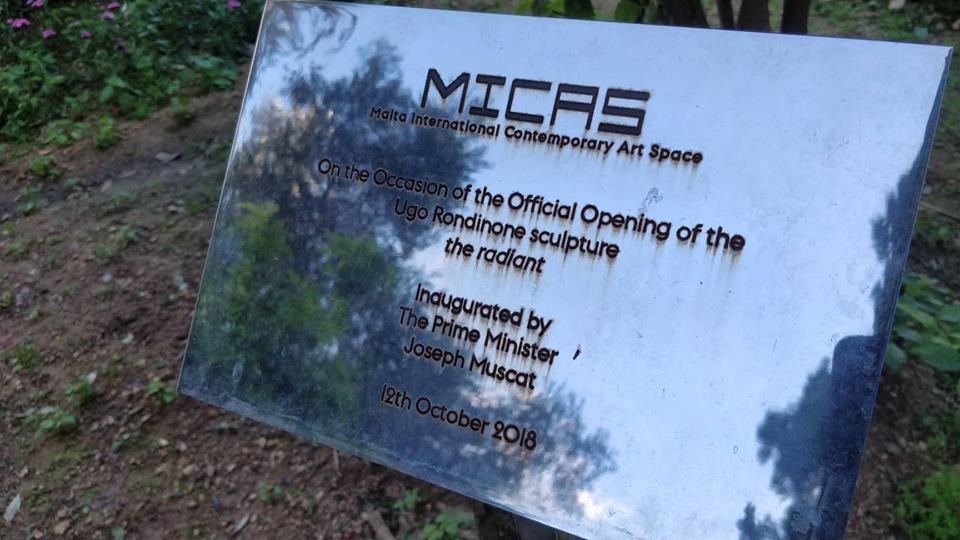 MICAS
Malta International Contemporary Art Space
On the Occasion of the Official Opening of the
Ugo Rondinone sculpture
the radiant
Inaugurated by
The Prime Minister
Joseph Muscat
12th October 2018